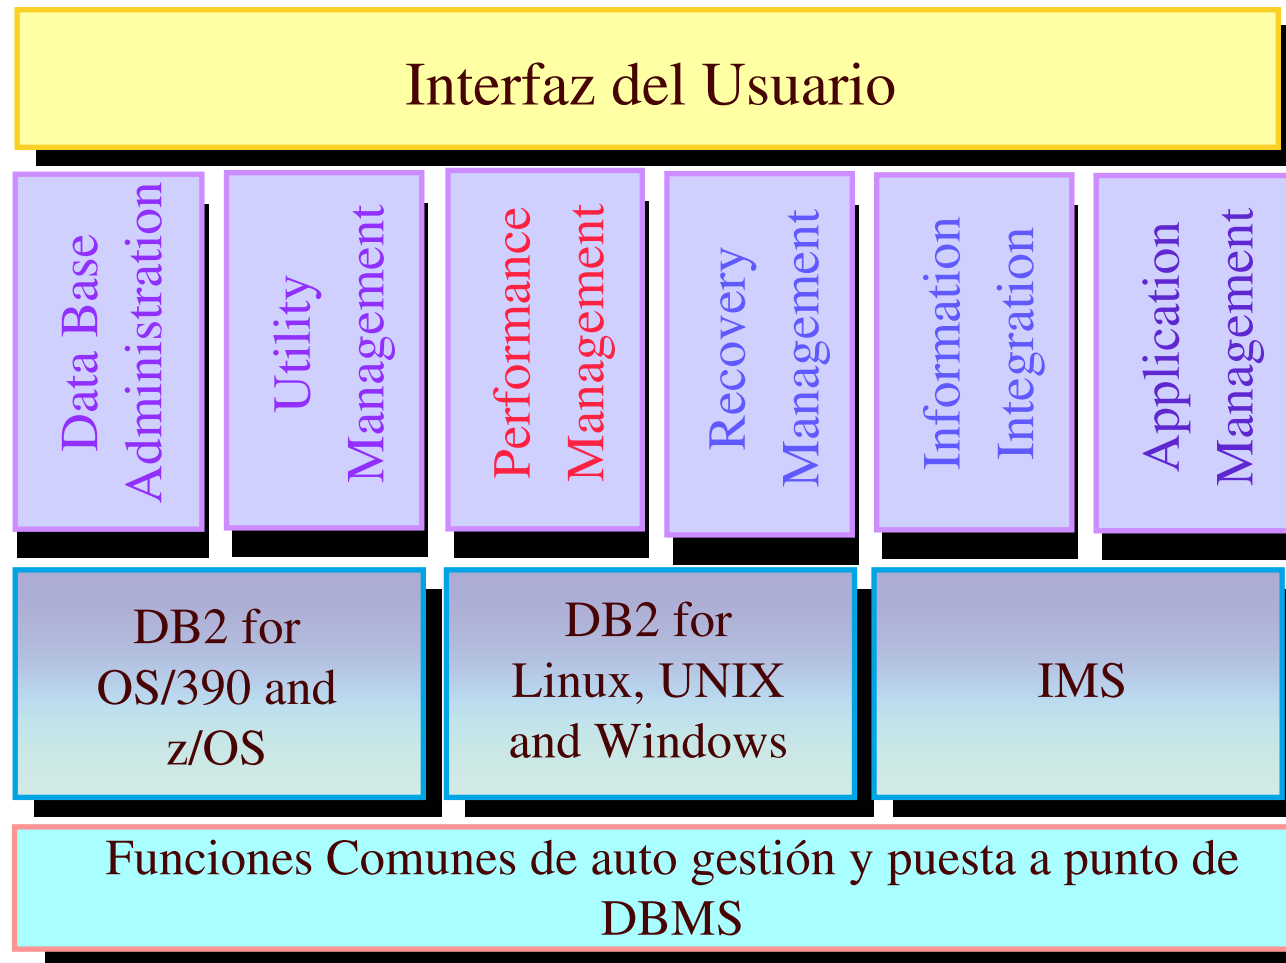 Interfaz del Usuario
Data Base
Administration
Utility
Management
Performance
Management
Recovery
Management
Information
Integration
Application
Management
DB2 for
OS/390 and
z/OS
DB2 for
Linux, UNIX
and Windows
IMS
Funciones Comunes de auto gestión y puesta a punto de
DBMS